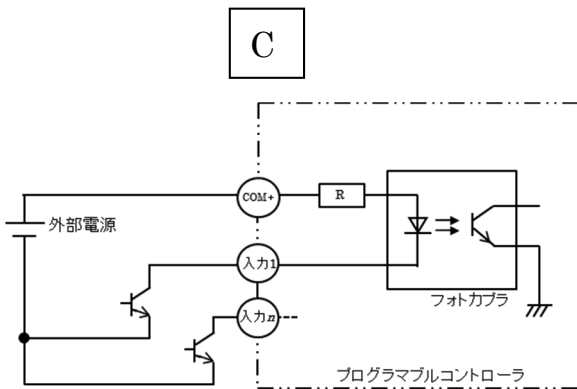 C
COM+
R
外部電源
入力1
入力n
フォトカプラ
プログラマブルコントローラ